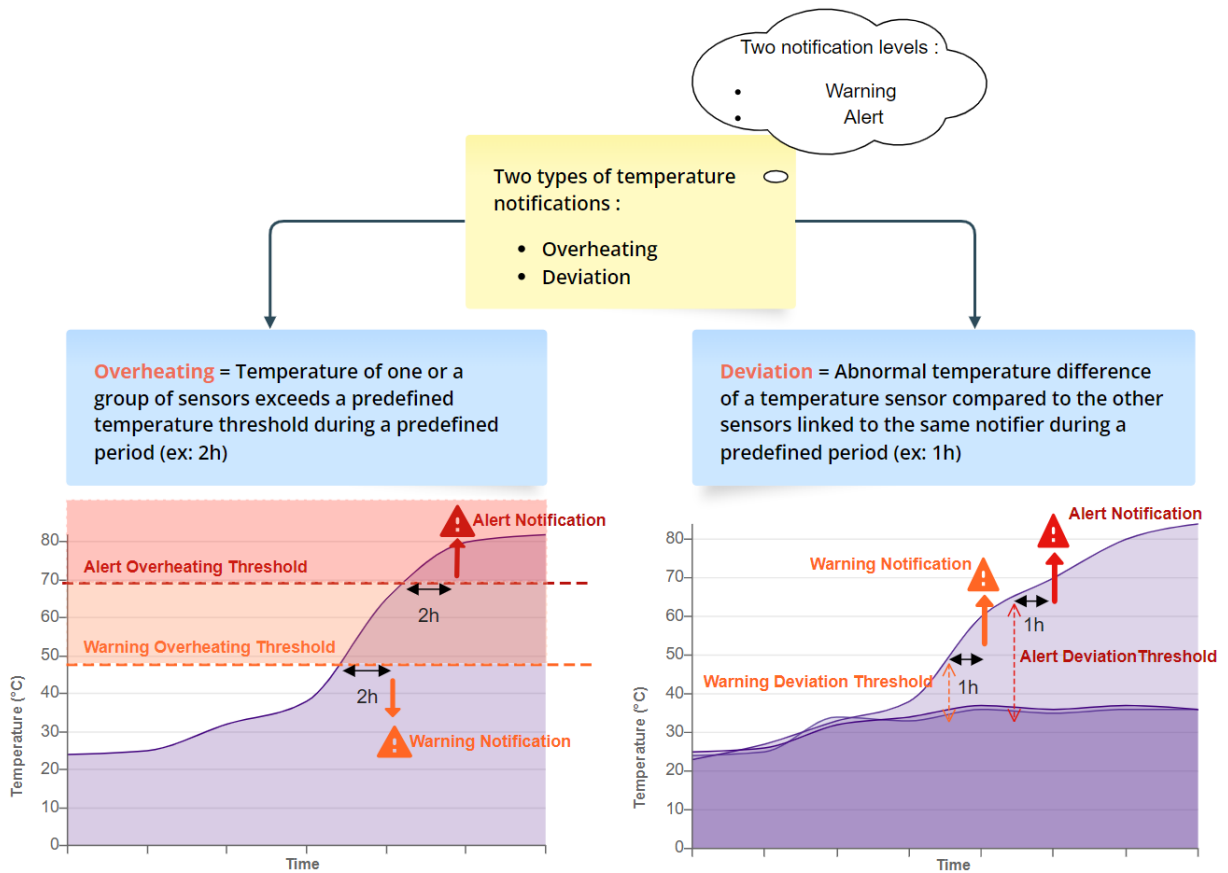 Two notification levels :
• Warning
• Alert
Two types of temperature
notifications :
• Overheating
• Deviation
Overheating = Temperature of one or a
group of sensors exceeds a predefined
temperature threshold during a predefined
period (ex: 2h)
Deviation = Abnormal temperature difference
of a temperature sensor compared to the other
sensors linked to the same notifier during a
predefined period (ex: 1h)
Alert Notification
80
Alert Overheating Threshold
70
2h
60
Warning Overheating Threshold
50
2h
40
30
Warning Notification
20
10
0
Temperature (°C)
Time
Alert Notification
80
Warning Notification
70
60
1h
Alert DeviationThreshold
50
Warning Deviation Threshold
1h
40
30
20
10
0
Temperature (°C)
Time